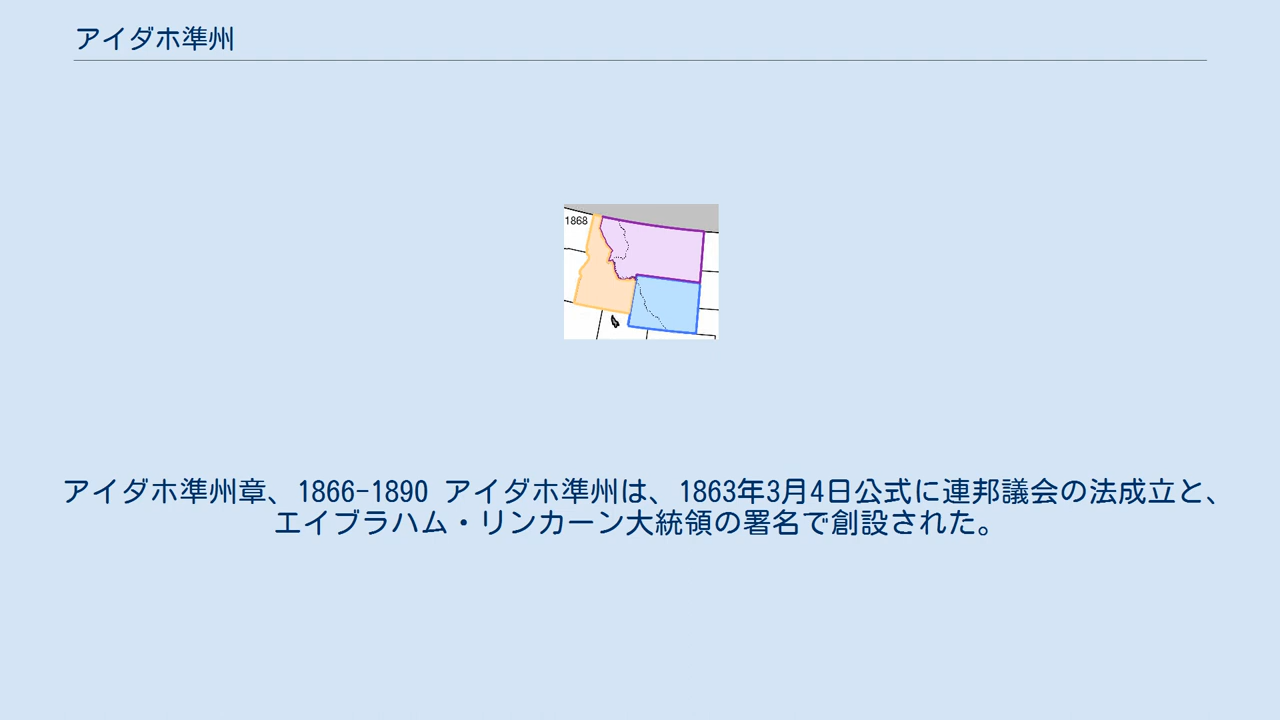 アイダホ準州
1868
アイダホ準州章、1866-1890 アイダホ準州は、1863年3月4日公式に連邦議会の法成立と、
エイブラハム・リンカーン大統領の署名で創設された。